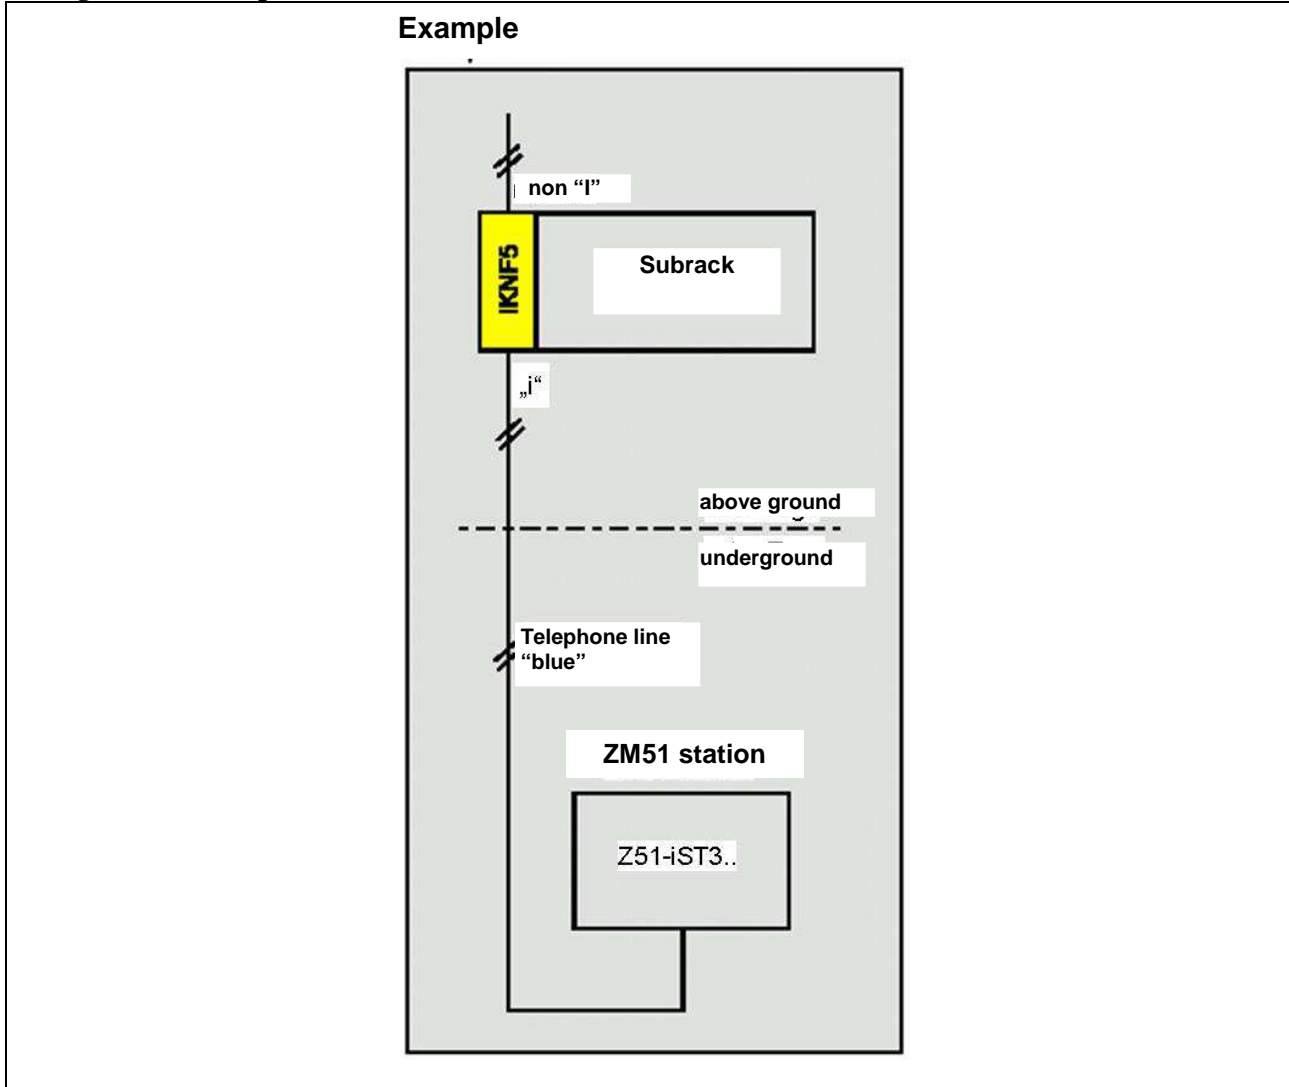 Example
non “I”
IKNF5
Subrack
„i“
above ground
underground
Telephone line
“blue”
ZM51 station
Z51-iST3..